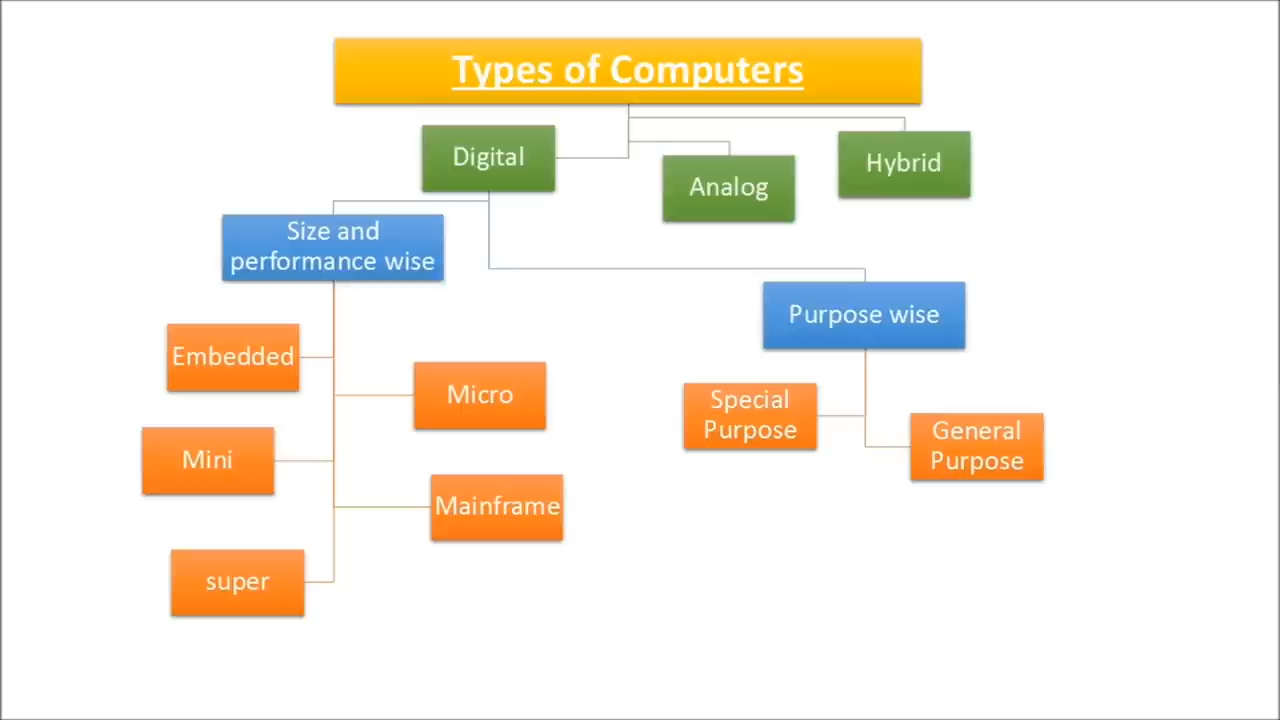 Types of Computers
Digital
Analog
Hybrid
Size and
performance wise
Purpose wise
Embedded
Micro
Mini
Mainframe
super
Special
Purpose
General
Purpose